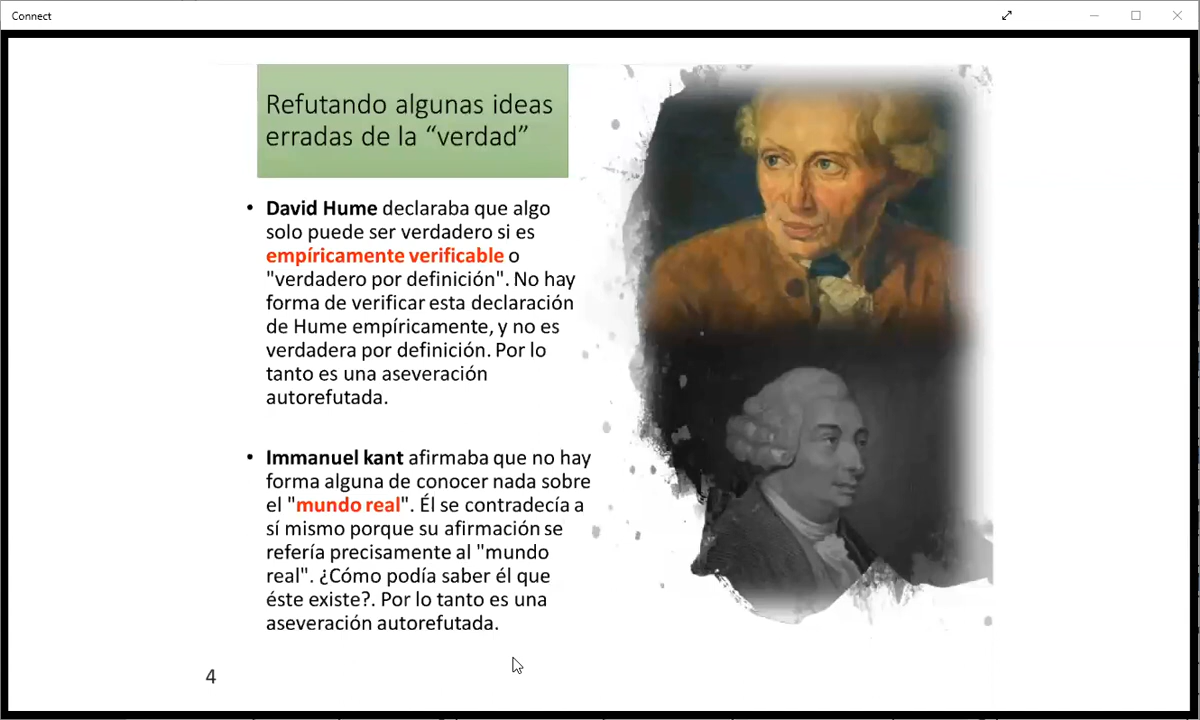 Connect
Refutando algunas ideas
erradas de la “verdad”
• David Hume declaraba que algo
solo puede ser verdadero si es
empíricamente verificable o
"verdadero por definición". No hay
forma de verificar esta declaración
de Hume empíricamente, y no es
verdadera por definición. Por lo
tanto es una aseveración
autorefutada.
• Immanuel kant afirmaba que no hay
forma alguna de conocer nada sobre
el "mundo real". Él se contradecía a
sí mismo porque su afirmación se
refería precisamente al "mundo
real". ¿Cómo podía saber él que
éste existe?. Por lo tanto es una
aseveración autorefutada.
4